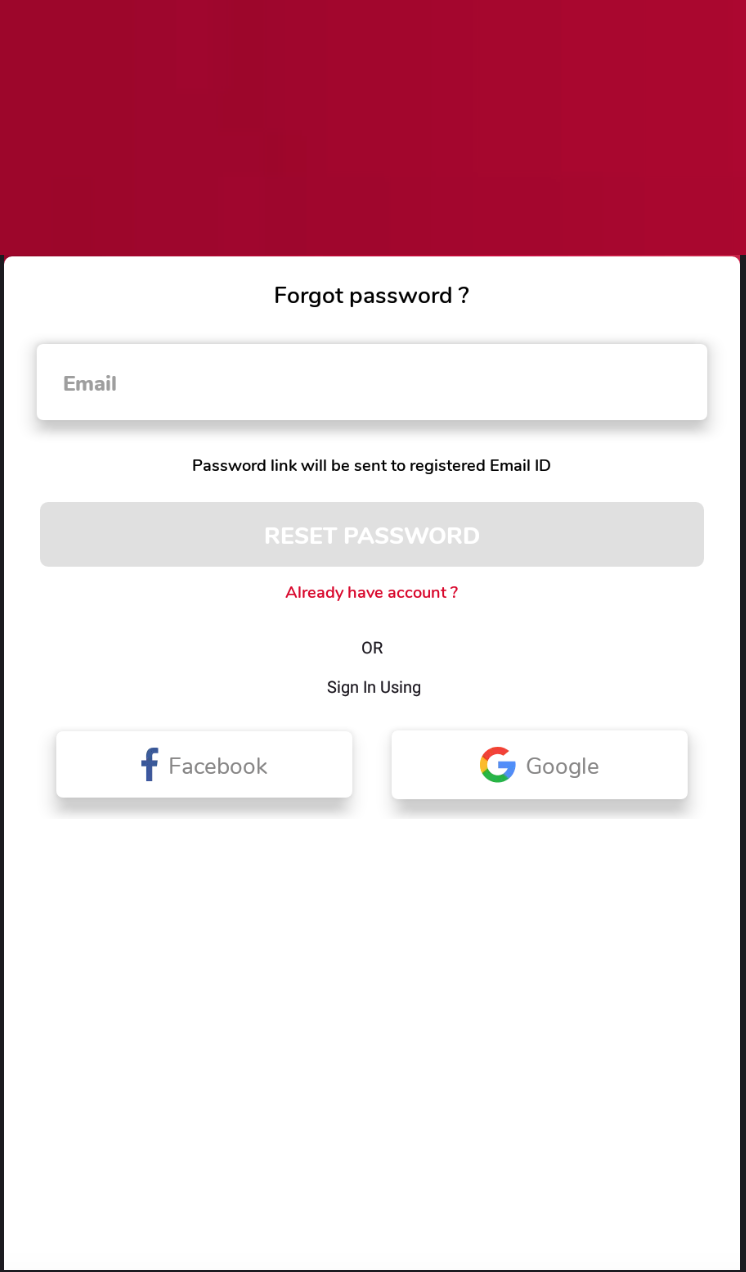 Forgot password ?
Email
Password link will be sent to registered Email ID
RESET PASSWORD
Already have account ?
OR
Sign In Using
Facebook
Google